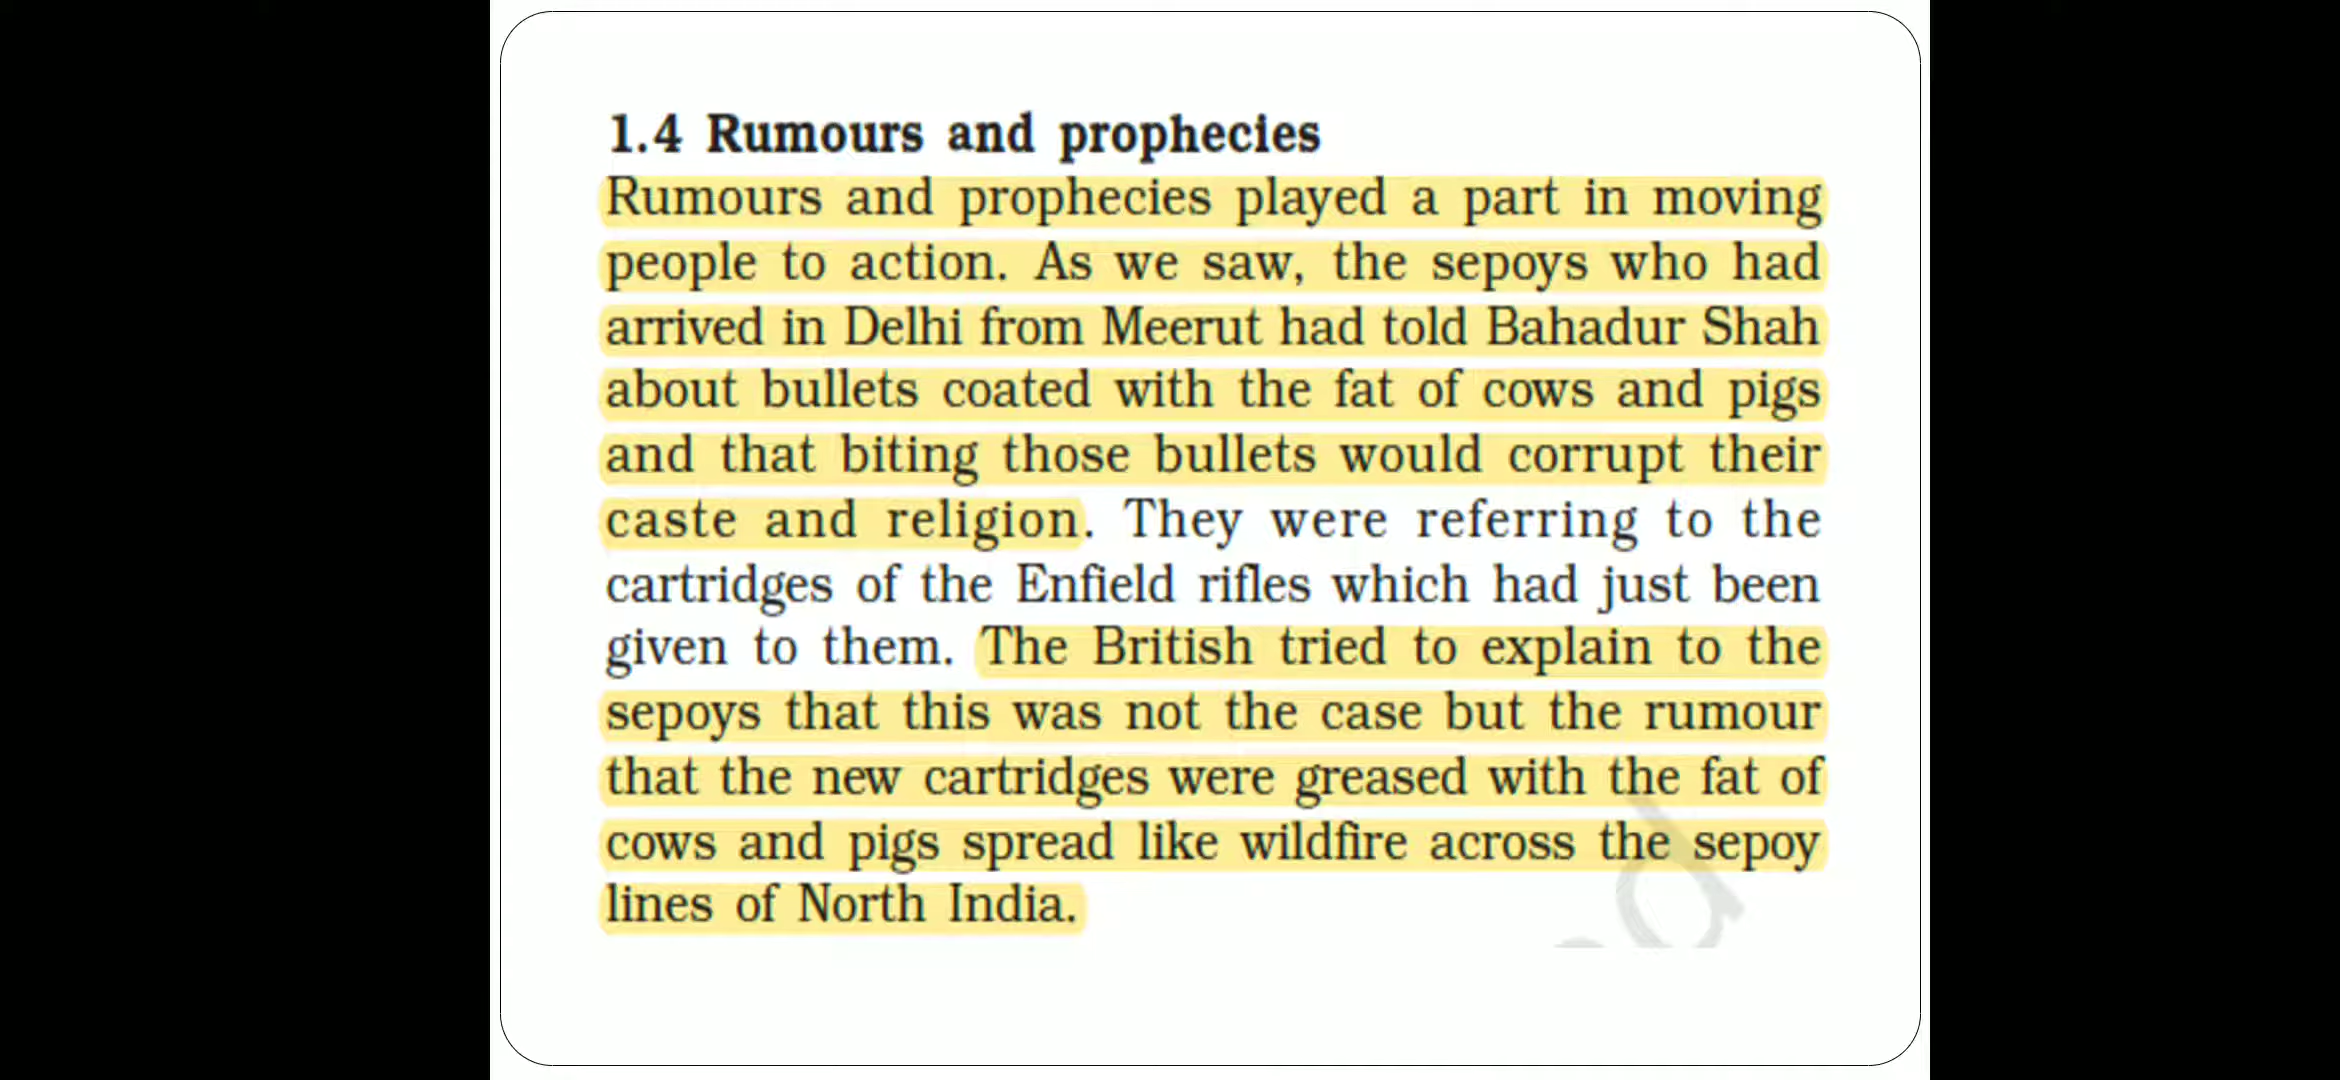 1.4 Rumours and prophecies
Rumours and prophecies played a part in moving
people to action. As we saw, the sepoys who had
arrived in Delhi from Meerut had told Bahadur Shah
about bullets coated with the fat of cows and pigs
and that biting those bullets would corrupt their
caste and religion. They were referring to the
cartridges of the Enfield rifles which had just been
given to them. The British tried to explain to the
sepoys that this was not the case but the rumour
that the new cartridges were greased with the fat of
cows and pigs spread like wildfire across the sepoy
lines of North India.